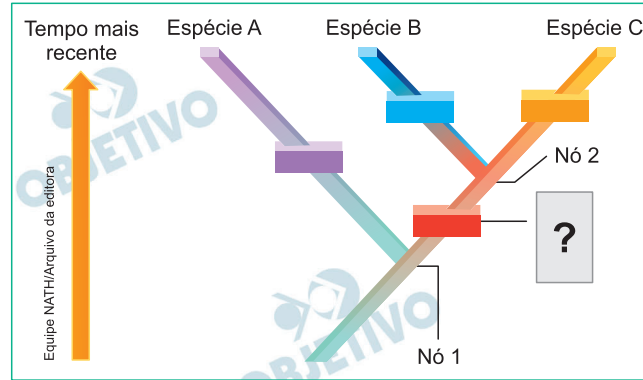 Tempo mais
recente
Espécie A
Espécie B
Espécie C
Nó 2
?
Nó 1
Equipe NATH/Arquivo da editora
OBJETIVO
OBJETIVO